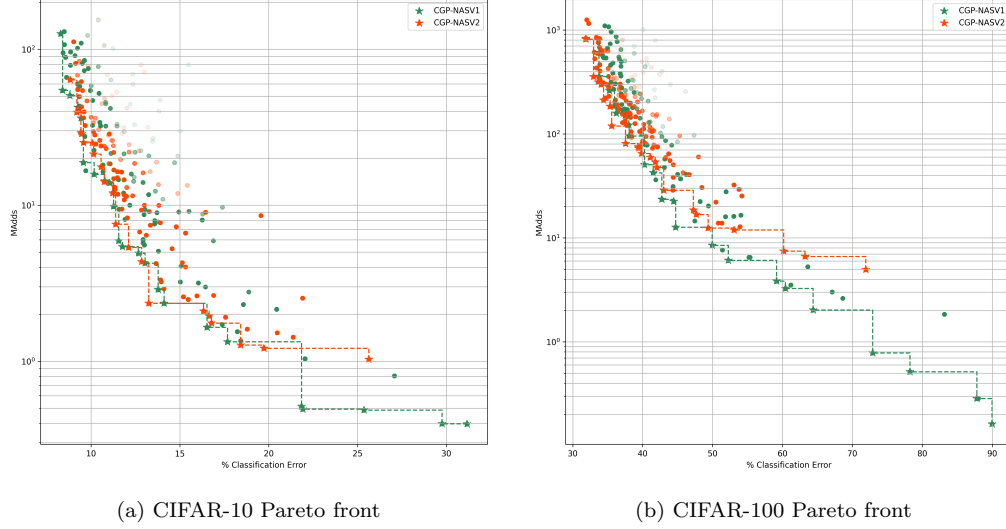 CGP-NASV1
CGP-NASV2
10²
10¹
10⁰
MAdds
10 15 20 25 30
% Classification Error
(a) CIFAR-10 Pareto front
CGP-NASV1
CGP-NASV2
10³
10²
10¹
10⁰
MAdds
30 40 50 60 70 80 90
% Classification Error
(b) CIFAR-100 Pareto front